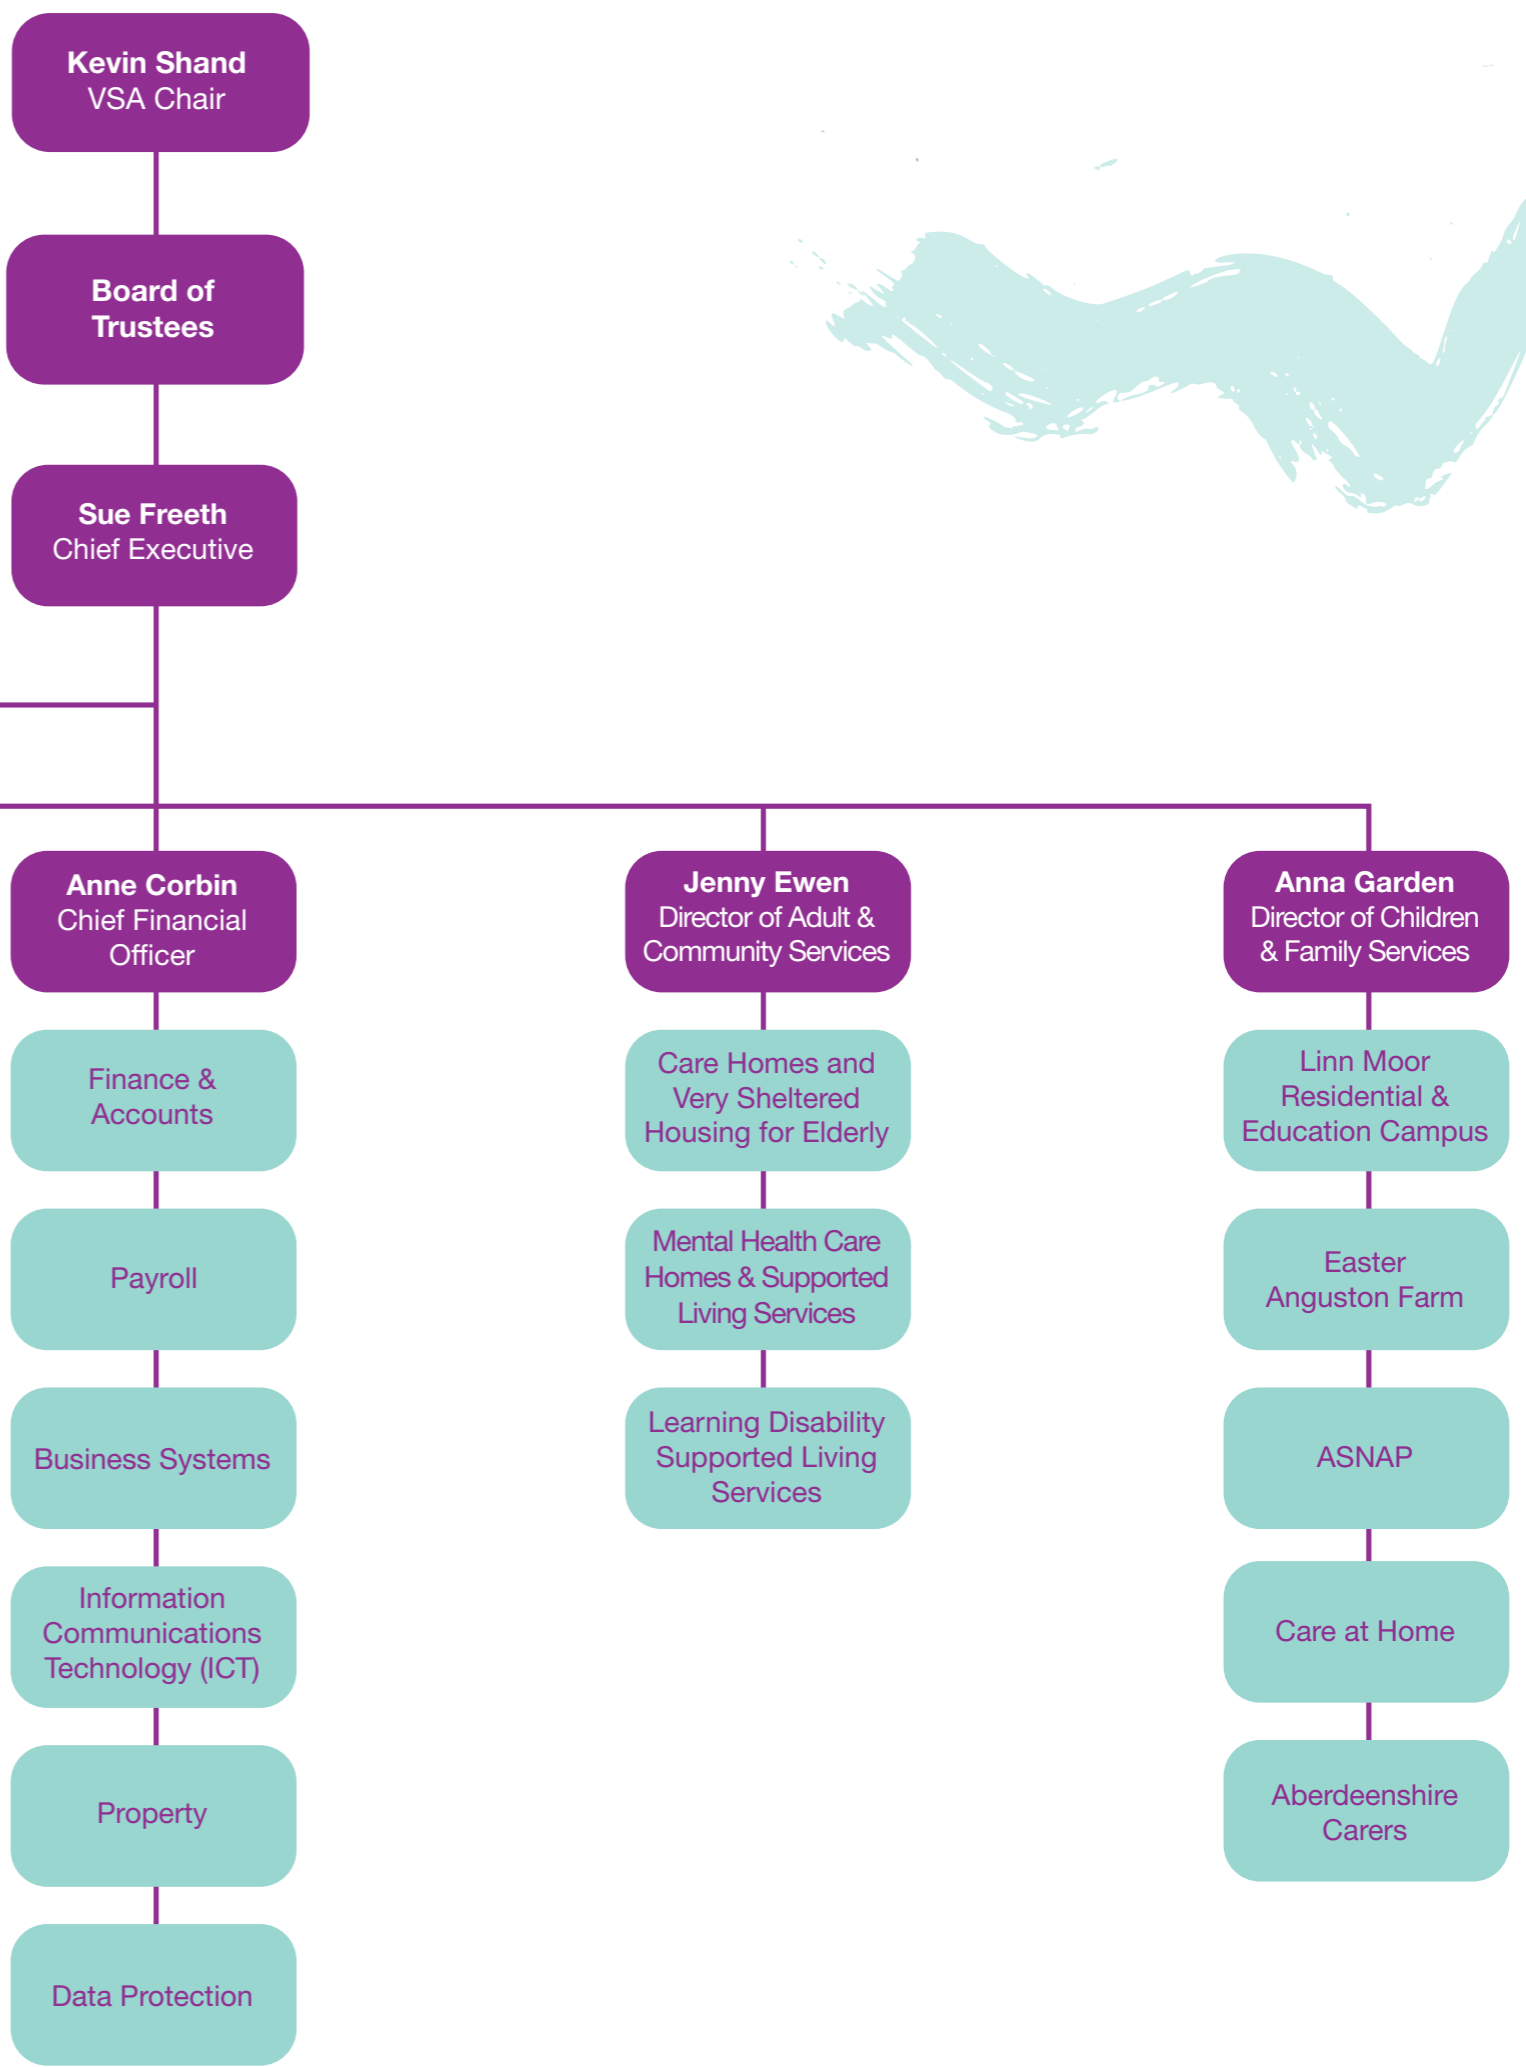 Kevin Shand
VSA Chair
Board of
Trustees
Sue Freeth
Chief Executive
Anne Corbin
Chief Financial
Officer
Finance &
Accounts
Payroll
Business Systems
Information
Communications
Technology (ICT)
Property
Data Protection
Jenny Ewen
Director of Adult &
Community Services
Care Homes and
Very Sheltered
Housing for Elderly
Mental Health Care
Homes & Supported
Living Services
Learning Disability
Supported Living
Services
Anna Garden
Director of Children
& Family Services
Linn Moor
Residential &
Education Campus
Easter
Anguston Farm
ASNAP
Care at Home
Aberdeenshire
Carers